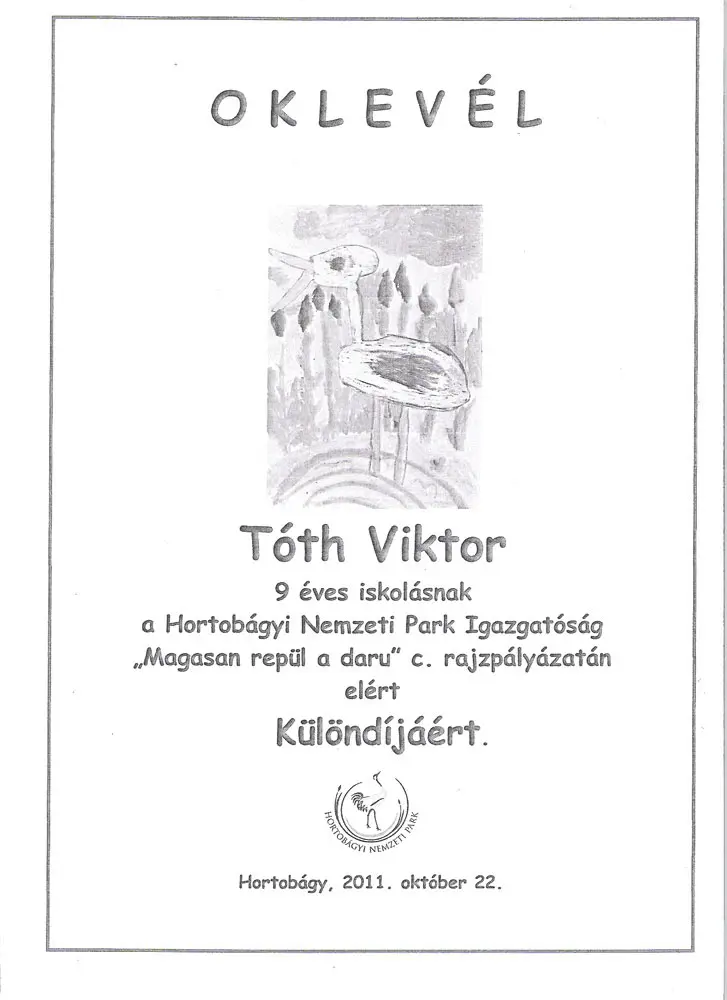 OKLEVÉL
Tóth Viktor
9 éves iskolásnak
a Hortobágyi Nemzeti Park Igazgatóság
„Magasan repül a daru" c. rajzpályázatán
elért
Különdíjáért.
HORTOBÁGYI NEMZETI PARK
Hortobágy, 2011. október 22.